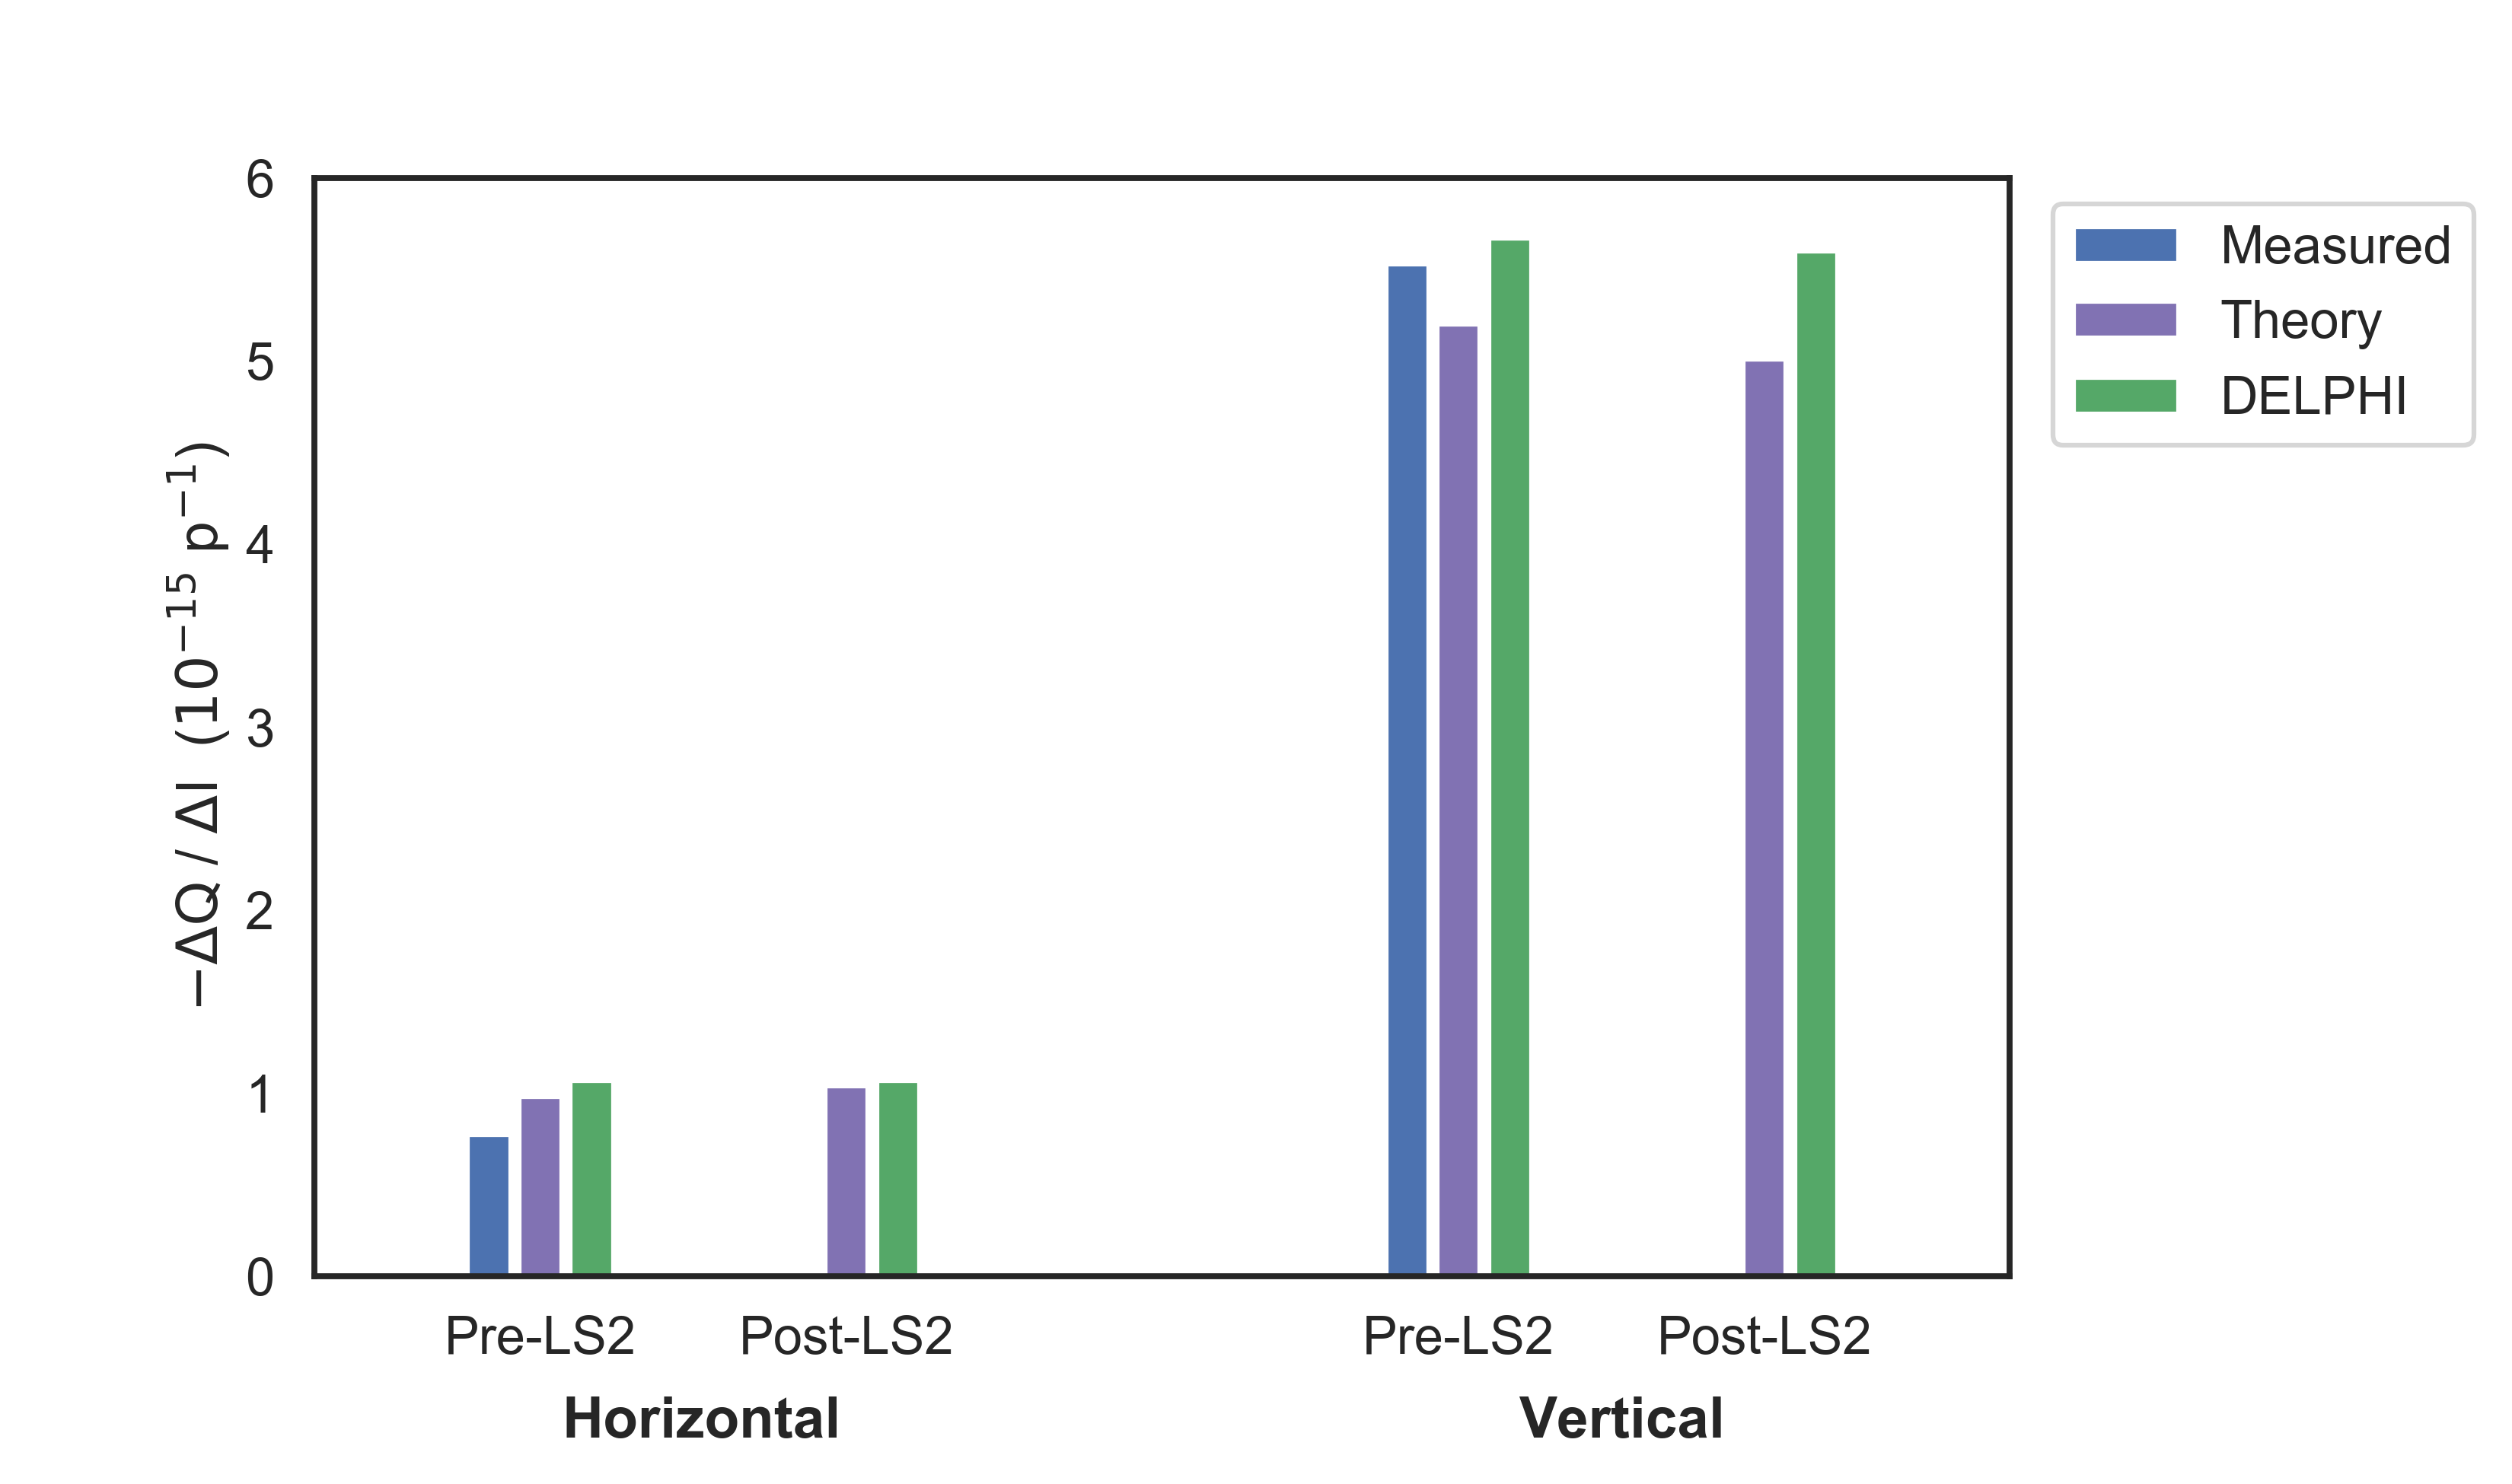 6
5
4
3
2
1
0
−ΔQ / ΔI (10⁻¹⁵ p⁻¹)
Measured
Theory
DELPHI
Pre-LS2 Post-LS2 Pre-LS2 Post-LS2
Horizontal Vertical